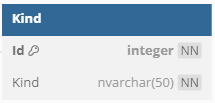 Kind
Id integer NN
Kind nvarchar(50) NN